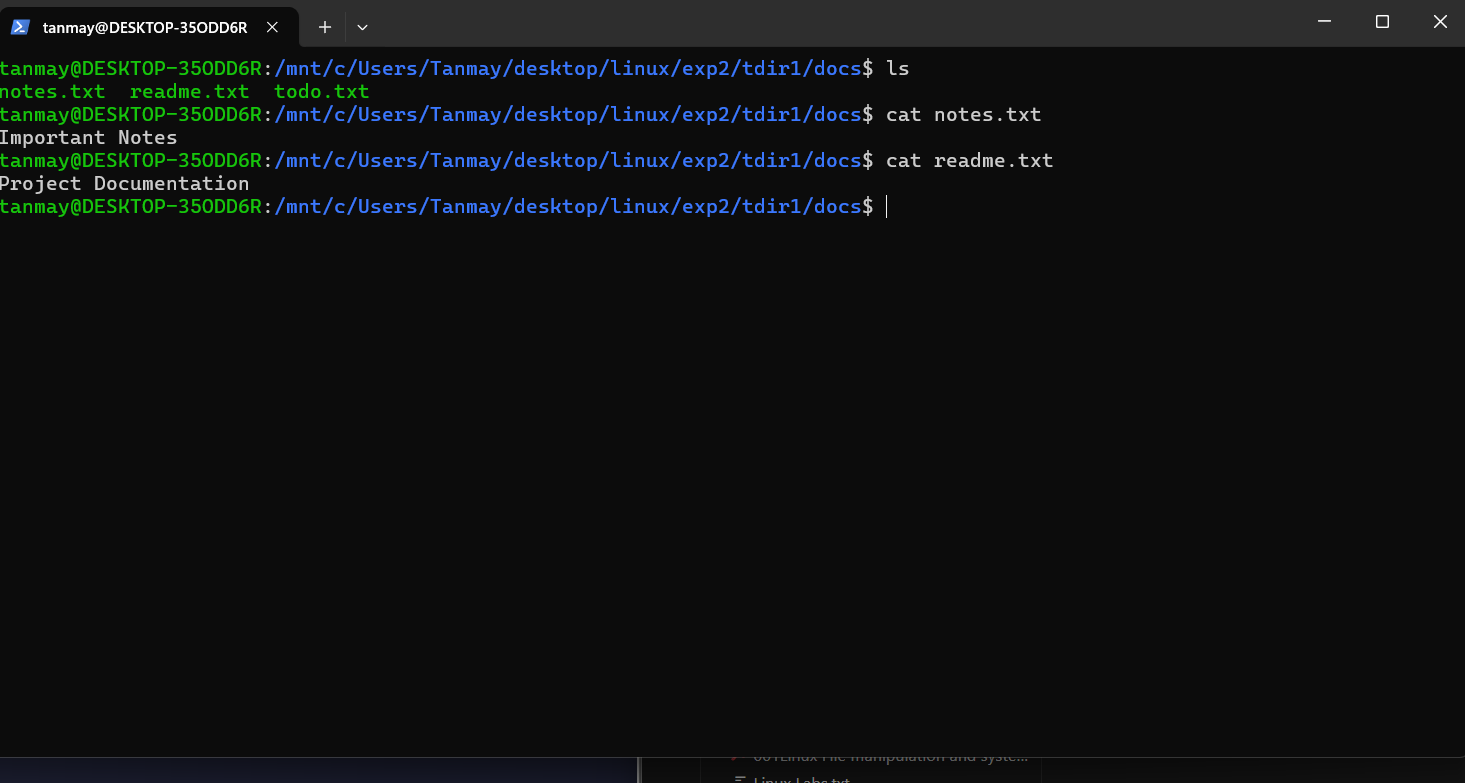 tanmay@DESKTOP-35ODD6R
tanmay@DESKTOP-35ODD6R:/mnt/c/Users/Tanmay/desktop/linux/exp2/tdir1/docs$ ls
notes.txt  readme.txt  todo.txt
tanmay@DESKTOP-35ODD6R:/mnt/c/Users/Tanmay/desktop/linux/exp2/tdir1/docs$ cat notes.txt
Important Notes
tanmay@DESKTOP-35ODD6R:/mnt/c/Users/Tanmay/desktop/linux/exp2/tdir1/docs$ cat readme.txt
Project Documentation
tanmay@DESKTOP-35ODD6R:/mnt/c/Users/Tanmay/desktop/linux/exp2/tdir1/docs$
Linux File manipulation and syste...
Linux Labs.txt